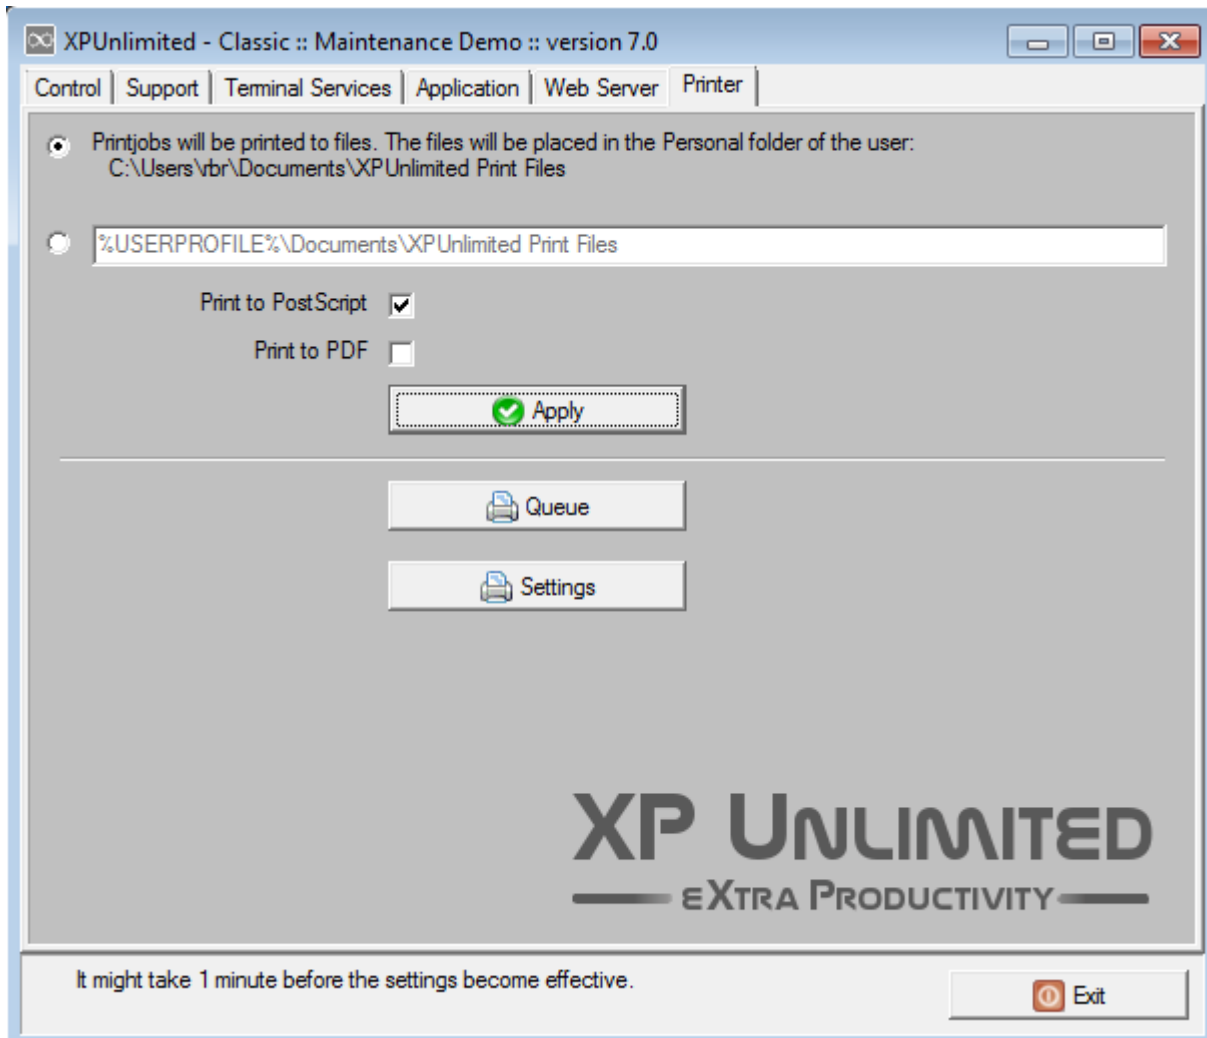 XPUnlimited - Classic :: Maintenance Demo :: version 7.0
Control Support Terminal Services Application Web Server Printer
Printjobs will be printed to files. The files will be placed in the Personal folder of the user:
C:\Users\rbr\Documents\XPUnlimited Print Files
%USERPROFILE%\Documents\XPUnlimited Print Files
Print to PostScript
Print to PDF
Apply
Queue
Settings
XP UNLIMITED
EXTRA PRODUCTIVITY
It might take 1 minute before the settings become effective.
Exit